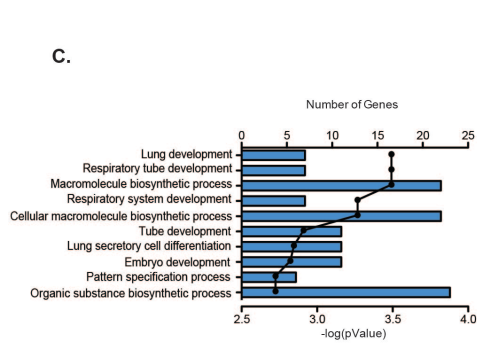 C.
Number of Genes
0 5 10 15 20 25
Lung development
Respiratory tube development
Macromolecule biosynthetic process
Respiratory system development
Cellular macromolecule biosynthetic process
Tube development
Lung secretory cell differentiation
Embryo development
Pattern specification process
Organic substance biosynthetic process
2.5 3.0 3.5 4.0
-log(pValue)